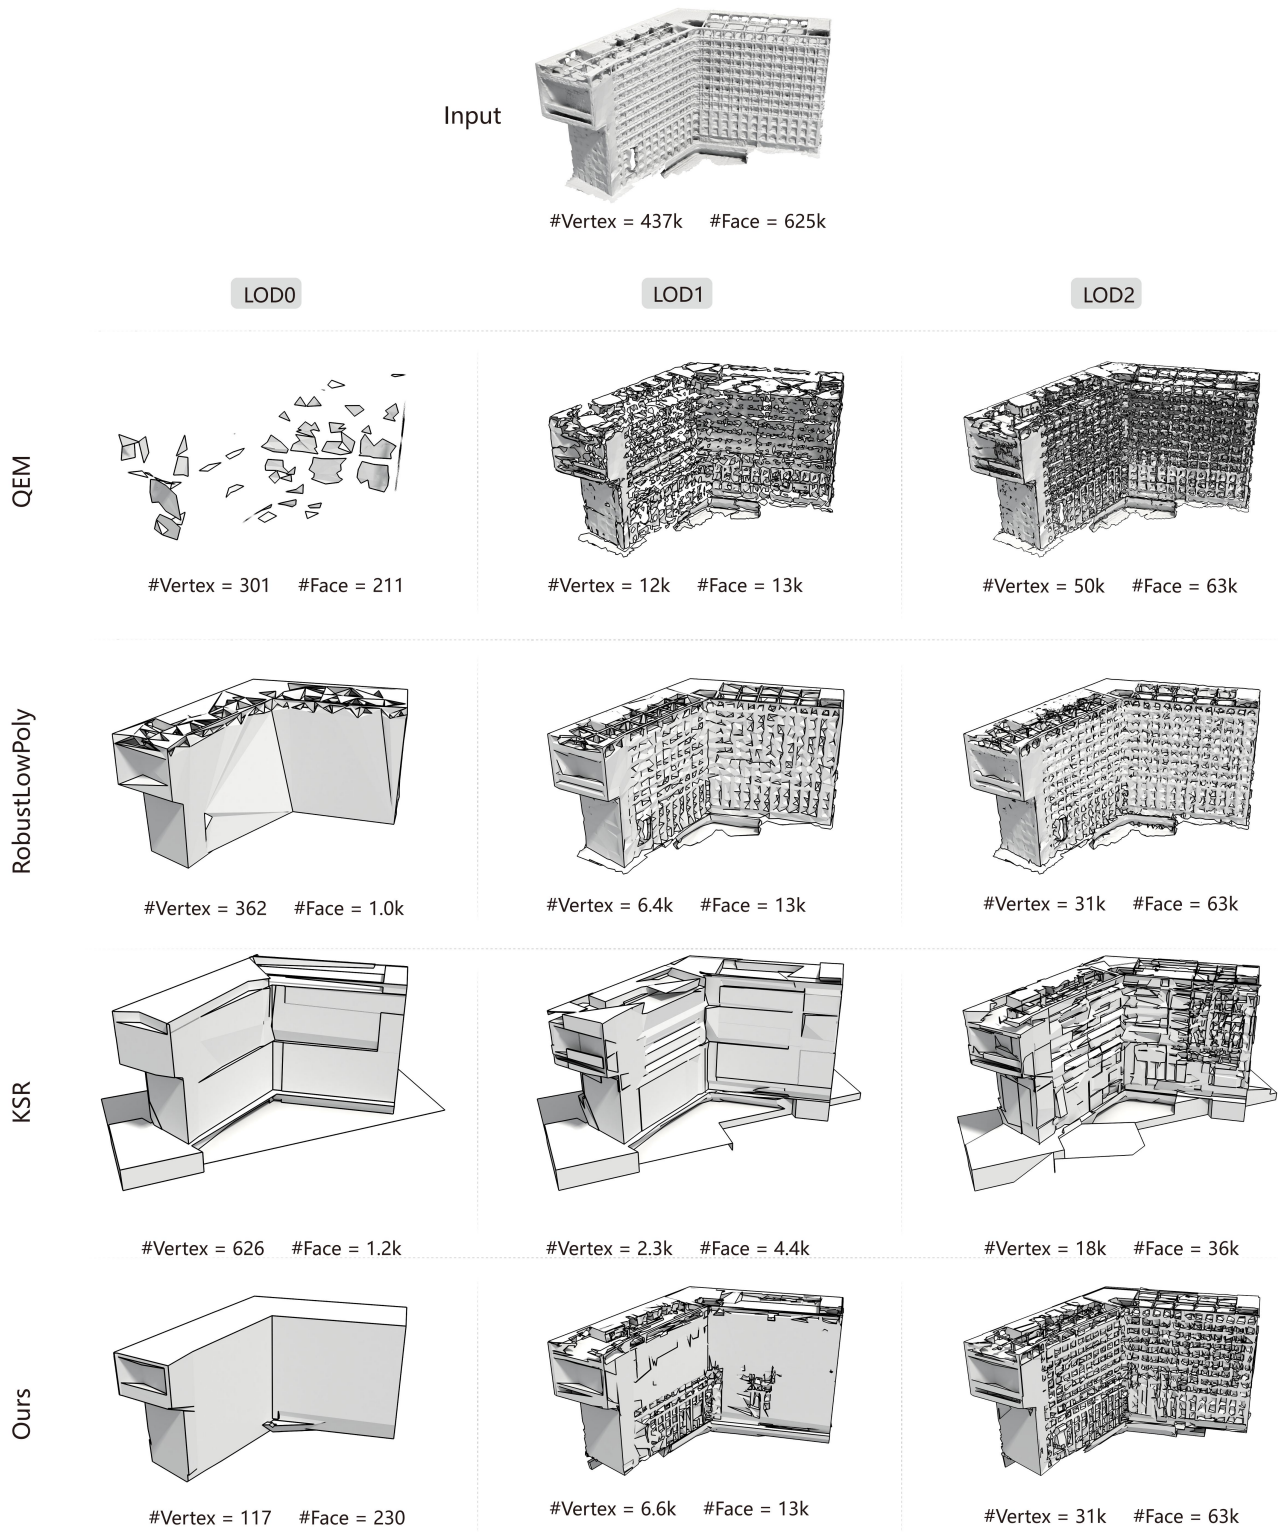 Input
#Vertex = 437k #Face = 625k
LOD0 LOD1 LOD2
QEM
#Vertex = 301 #Face = 211 #Vertex = 12k #Face = 13k #Vertex = 50k #Face = 63k
RobustLowPoly
#Vertex = 362 #Face = 1.0k #Vertex = 6.4k #Face = 13k #Vertex = 31k #Face = 63k
KSR
#Vertex = 626 #Face = 1.2k #Vertex = 2.3k #Face = 4.4k #Vertex = 18k #Face = 36k
Ours
#Vertex = 117 #Face = 230 #Vertex = 6.6k #Face = 13k #Vertex = 31k #Face = 63k